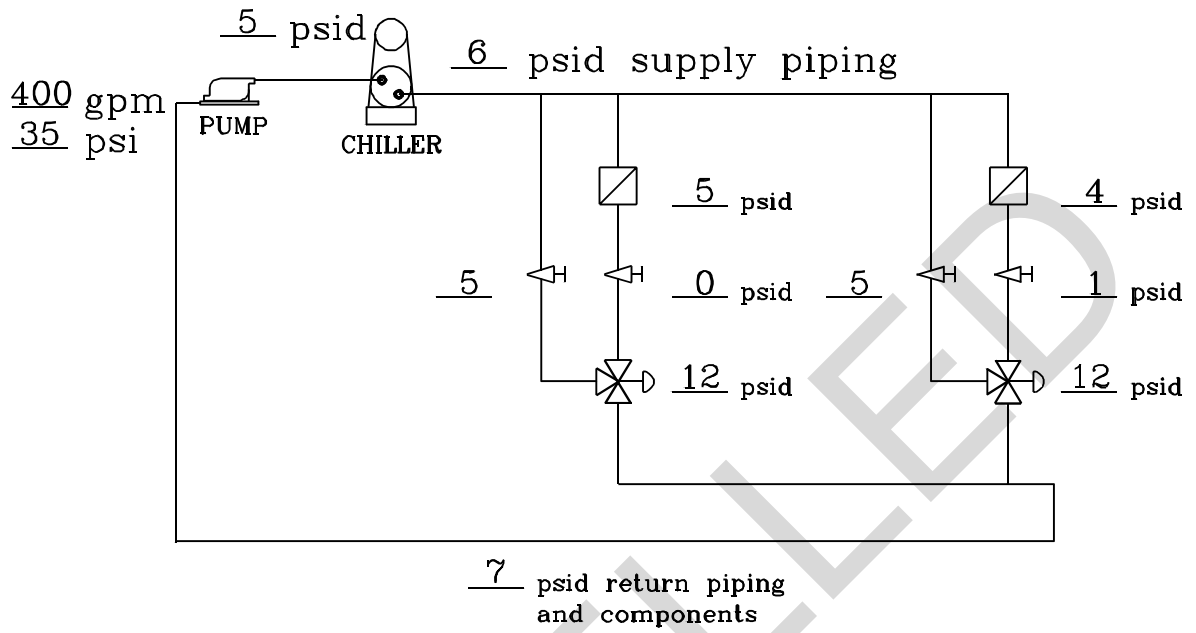 5 psid
6 psid supply piping
400 gpm
35 psi
PUMP
CHILLER
5 psid
4 psid
5
0 psid
5
1 psid
12 psid
12 psid
7 psid return piping
and components
ELLED